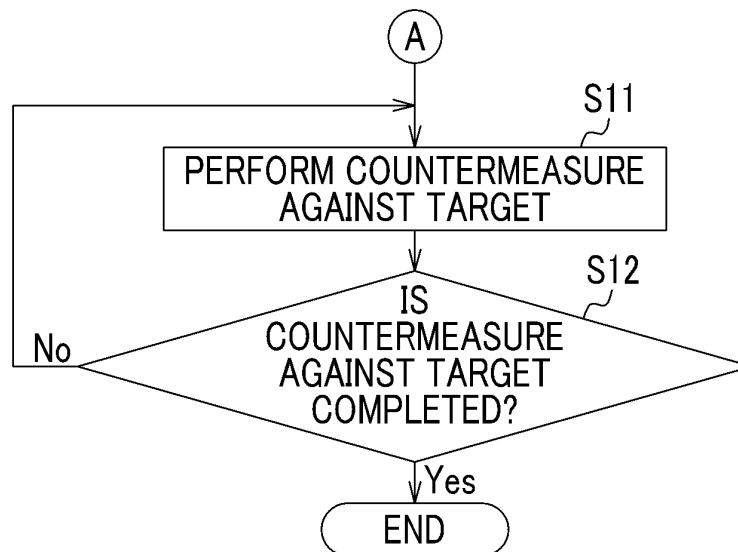 A
S11
PERFORM COUNTERMEASURE
AGAINST TARGET
S12
IS
COUNTERMEASURE
AGAINST TARGET
COMPLETED?
No
Yes
END